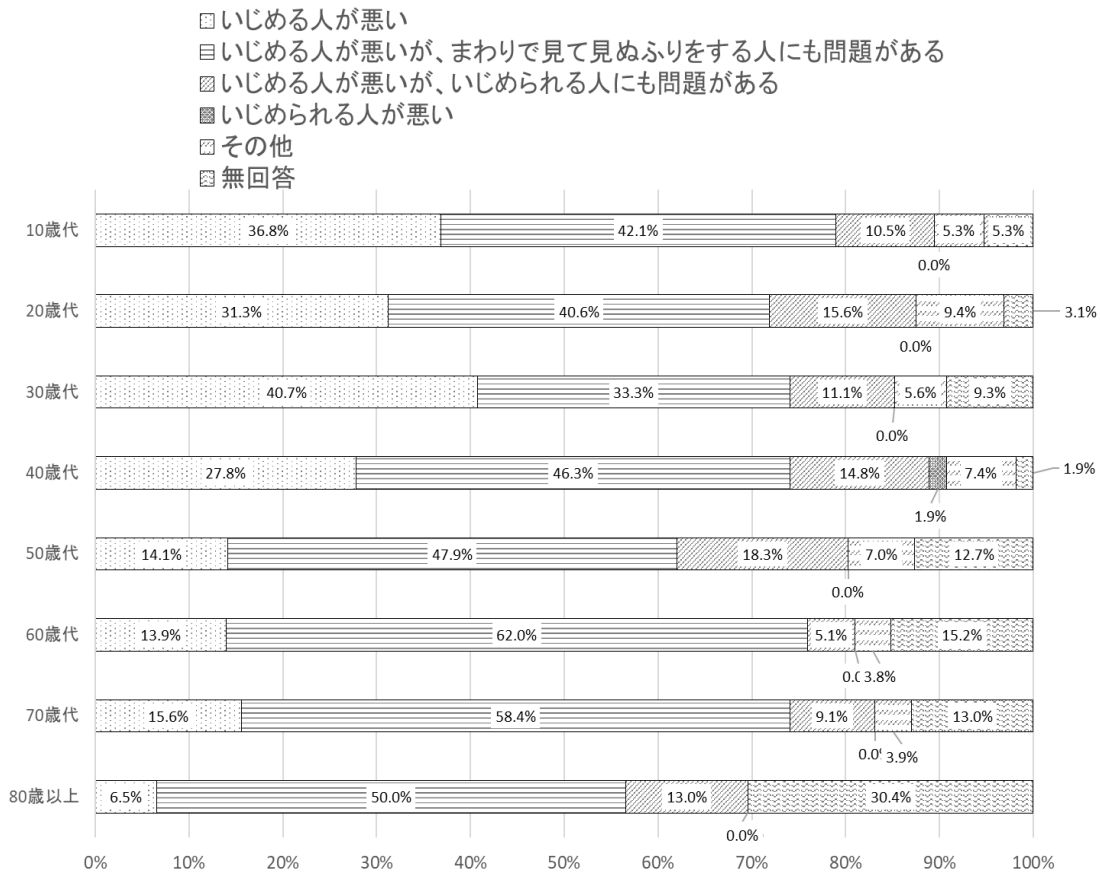 いじめる人が悪い
いじめる人が悪いが、まわりで見て見ぬふりをする人にも問題がある
いじめる人が悪いが、いじめられる人にも問題がある
いじめられる人が悪い
その他
無回答
10歳代 36.8% 42.1% 10.5% 5.3% 5.3%
0.0%
20歳代 31.3% 40.6% 15.6% 9.4% 3.1%
0.0%
30歳代 40.7% 33.3% 11.1% 5.6% 9.3%
0.0%
40歳代 27.8% 46.3% 14.8% 7.4% 1.9%
1.9%
50歳代 14.1% 47.9% 18.3% 7.0% 12.7%
0.0%
60歳代 13.9% 62.0% 5.1% 15.2%
3.8%
70歳代 15.6% 58.4% 9.1% 13.0%
3.9%
80歳以上 6.5% 50.0% 13.0% 30.4%
0.0%
0% 10% 20% 30% 40% 50% 60% 70% 80% 90% 100%